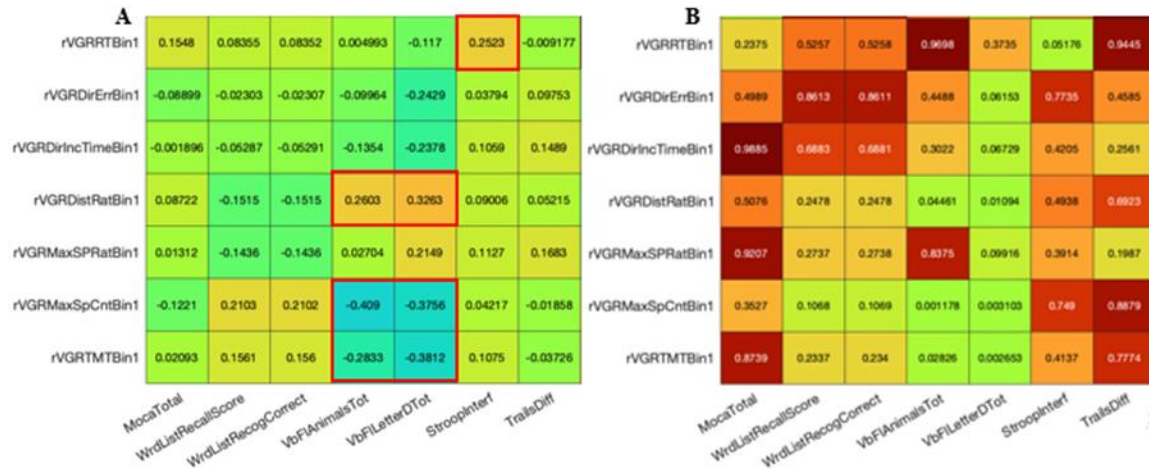 A
rVGRRTBin1 0.1548 0.08355 0.08352 0.004993 -0.117 0.2523 -0.009177
rVGRDirErrBin1 -0.08899 -0.02303 -0.02307 -0.09964 -0.2429 0.03794 0.09753
rVGRDirIncTimeBin1 -0.001896 -0.05287 -0.05291 -0.1354 -0.2378 0.1059 0.1489
rVGRDistRatBin1 0.08722 -0.1515 -0.1515 0.2603 0.3263 0.09006 0.05215
rVGRMaxSPRatBin1 0.01312 -0.1436 -0.1436 0.02704 0.2149 0.1127 0.1683
rVGRMaxSpCntBin1 -0.1221 0.2103 0.2102 -0.409 -0.3756 0.04217 -0.01858
rVGRTMTBin1 0.02093 0.1561 0.156 -0.2833 -0.3812 0.1075 -0.03726
MocaTotal WrdListRecallScore WrdListRecogCorrect VbFlAnimalsTot VbFlLetterDTot StroopInterf TrailsDiff
B
rVGRRTBin1 0.2375 0.5257 0.5258 0.9698 0.3735 0.05176 0.9445
rVGRDirErrBin1 0.4989 0.8613 0.8611 0.4488 0.06153 0.7735 0.4585
rVGRDirIncTimeBin1 0.9885 0.6883 0.6881 0.3022 0.06729 0.4205 0.2561
rVGRDistRatBin1 0.5076 0.2478 0.2478 0.04461 0.01094 0.4938 0.6923
rVGRMaxSPRatBin1 0.9207 0.2737 0.2738 0.8375 0.09916 0.3914 0.1987
rVGRMaxSpCntBin1 0.3527 0.1068 0.1069 0.001178 0.003103 0.749 0.8879
rVGRTMTBin1 0.8739 0.2337 0.234 0.02826 0.002653 0.4137 0.7774
MocaTotal WrdListRecallScore WrdListRecogCorrect VbFlAnimalsTot VbFlLetterDTot StroopInterf TrailsDiff